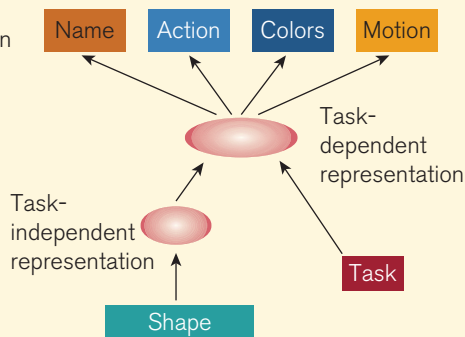 Name
Action
Colors
Motion
Task-
dependent
representation
Task-
independent
representation
Task
Shape